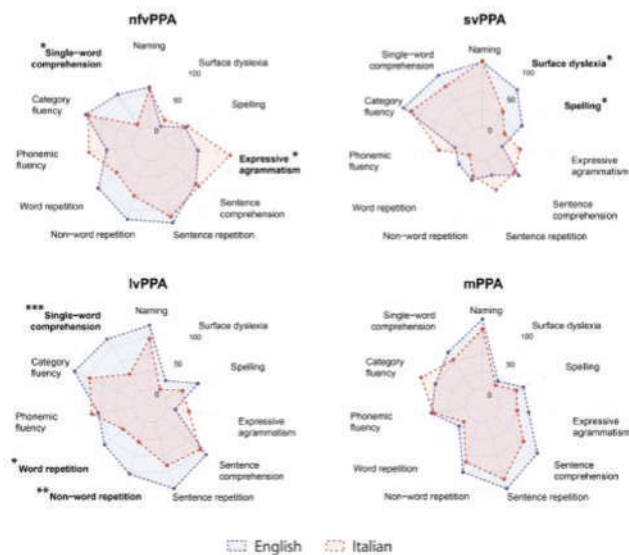 nfvPPA
Naming
*Single-word
comprehension
100
Surface dyslexia
Category
fluency
50
Spelling
0
Phonemic
fluency
Expressive *
agrammatism
Word repetition
Sentence
comprehension
Non-word repetition
Sentence repetition
svPPA
Naming
Single-word
comprehension
100
Surface dyslexia*
Category
fluency
50
Spelling*
0
Phonemic
fluency
Expressive
agrammatism
Word repetition
Sentence
comprehension
Non-word repetition
Sentence repetition
lvPPA
Naming
***Single-word
comprehension
100
Surface dyslexia
Category
fluency
50
Spelling
0
Phonemic
fluency
Expressive
agrammatism
*Word repetition
Sentence
comprehension
**Non-word repetition
Sentence repetition
mPPA
Naming
Single-word
comprehension
100
Surface dyslexia
Category
fluency
50
Spelling
0
Phonemic
fluency
Expressive
agrammatism
Word repetition
Sentence
comprehension
Non-word repetition
Sentence repetition
English
Italian